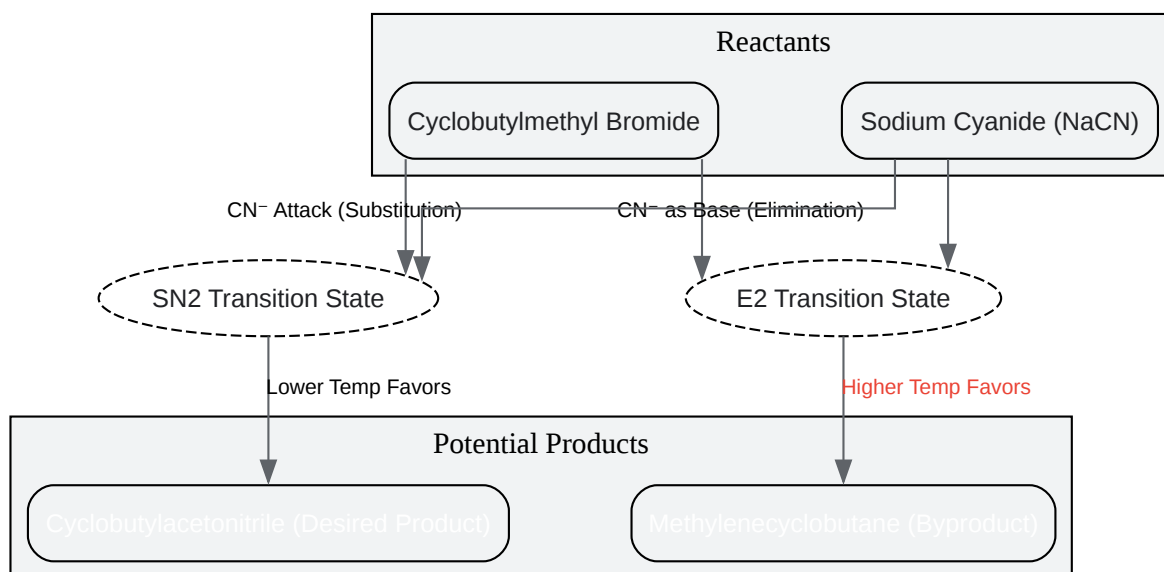 Reactants
Cyclobutylmethyl Bromide
Sodium Cyanide (NaCN)
CN⁻ Attack (Substitution)
CN⁻ as Base (Elimination)
SN2 Transition State
E2 Transition State
Lower Temp Favors
Higher Temp Favors
Potential Products
Cyclobutylacetonitrile (Desired Product)
Methylenecyclobutane (Byproduct)